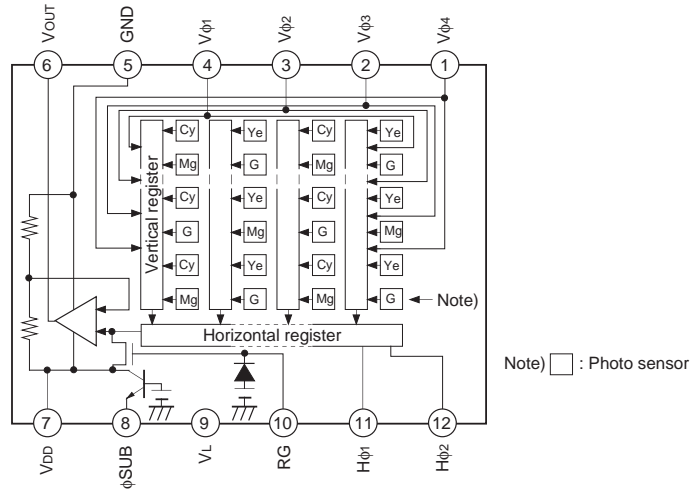 VOUT GND Vφ1 Vφ2 Vφ3 Vφ4
6 5 4 3 2 1
Cy Ye Cy Ye
Mg G Mg G
Cy Ye Cy Ye
G Mg G Mg
Cy Ye Cy Ye
Mg G Mg G
Note)
Vertical register
Horizontal register
Note) : Photo sensor
7 8 9 10 11 12
VDD φSUB VL RG Hφ1 Hφ2